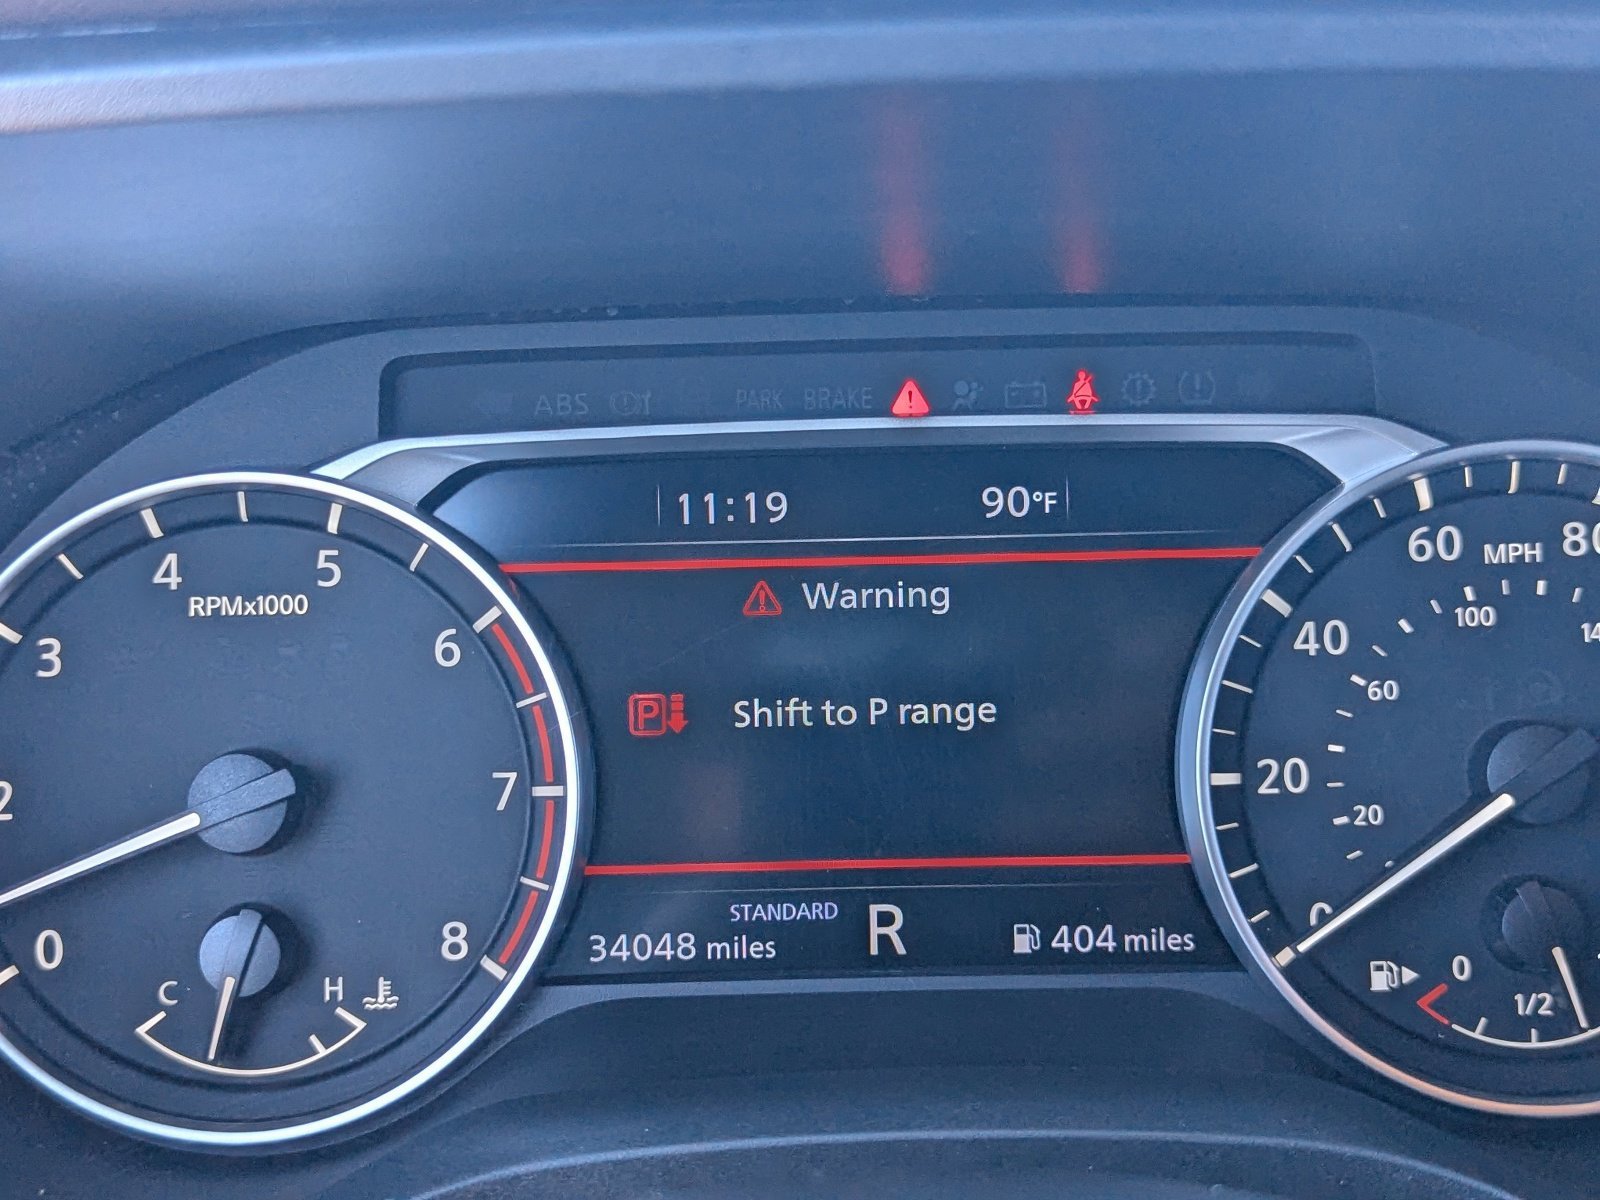 ABS
PARK BRAKE
11:19
90°F
Warning
P
Shift to P range
STANDARD
34048 miles
R
404 miles
0
2
3
4
5
6
7
8
RPMx1000
C
H
0
20
40
60
80
MPH
20
60
100
0
1/2